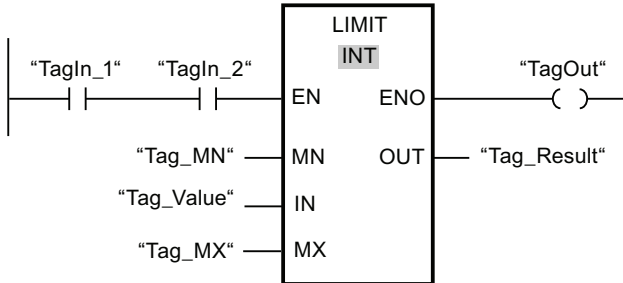 LIMIT
INT
“TagIn_1“ “TagIn_2“ “TagOut“
EN ENO
“Tag_MN“ MN OUT “Tag_Result“
“Tag_Value“ IN
“Tag_MX“ MX